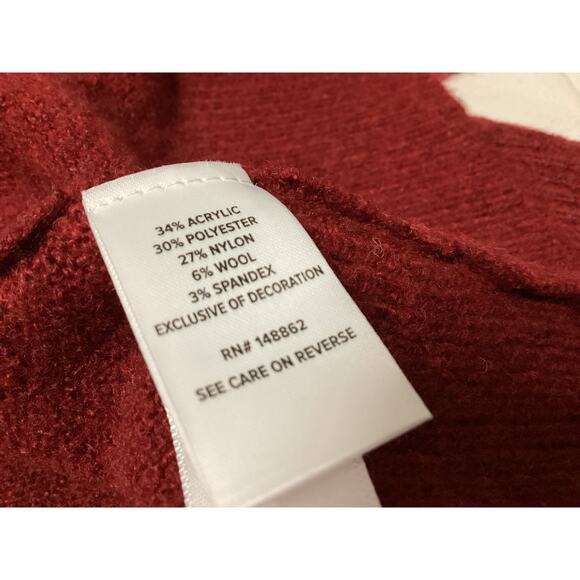 34% ACRYLIC
30% POLYESTER
27% NYLON
6% WOOL
3% SPANDEX
EXCLUSIVE OF DECORATION
RN# 148862
SEE CARE ON REVERSE